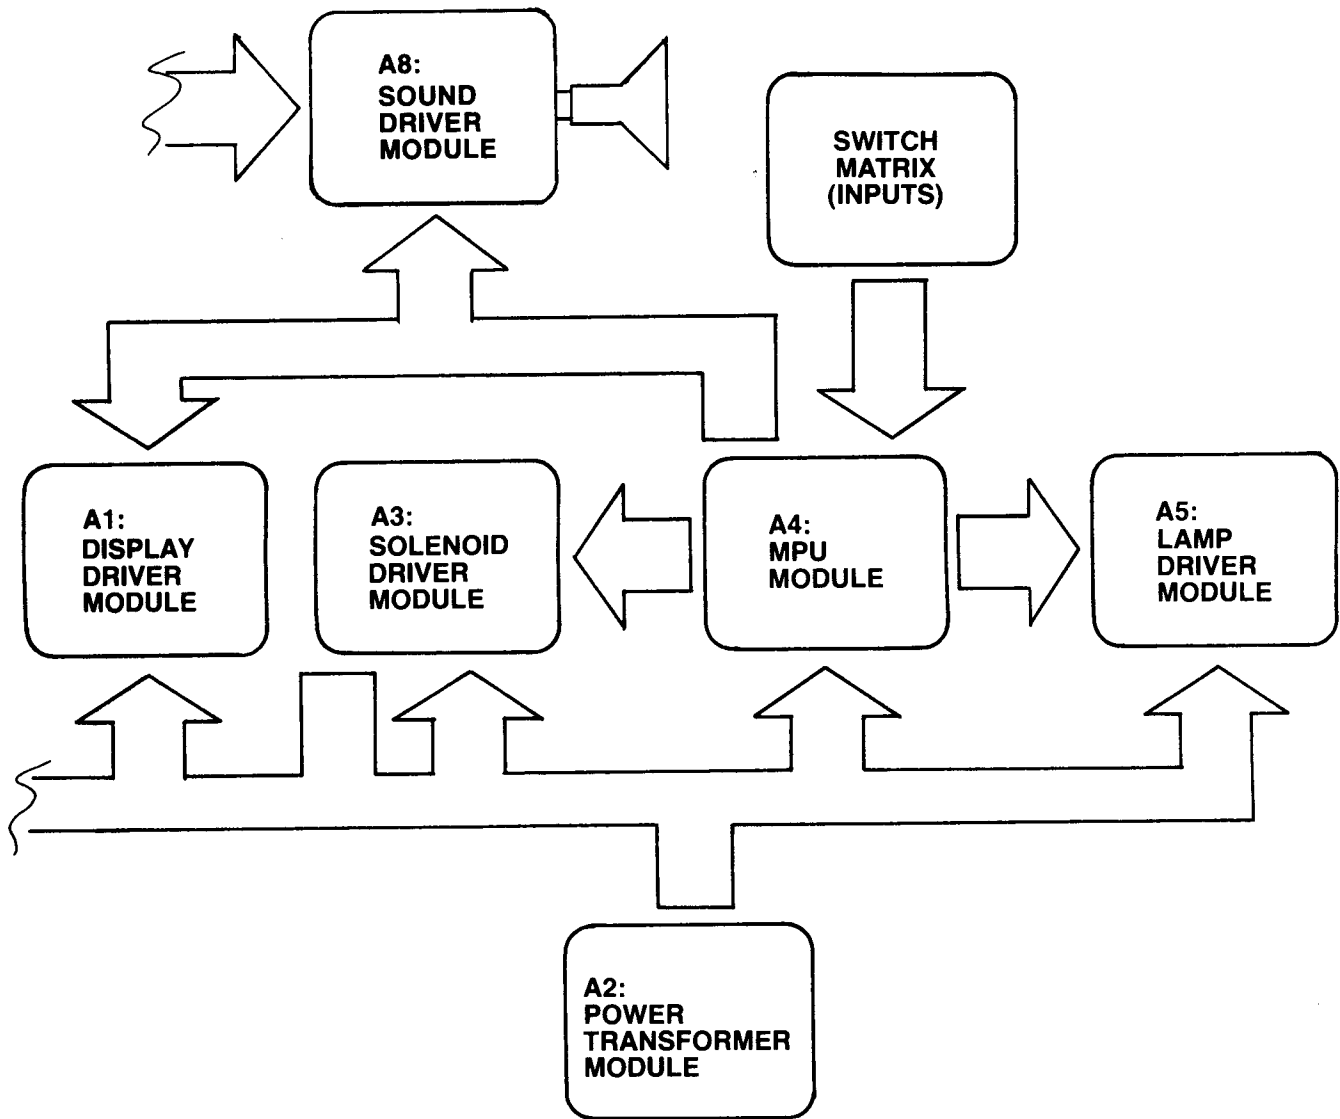 A8:
SOUND
DRIVER
MODULE
SWITCH
MATRIX
(INPUTS)
A1:
DISPLAY
DRIVER
MODULE
A3:
SOLENOID
DRIVER
MODULE
A4:
MPU
MODULE
A5:
LAMP
DRIVER
MODULE
A2:
POWER
TRANSFORMER
MODULE